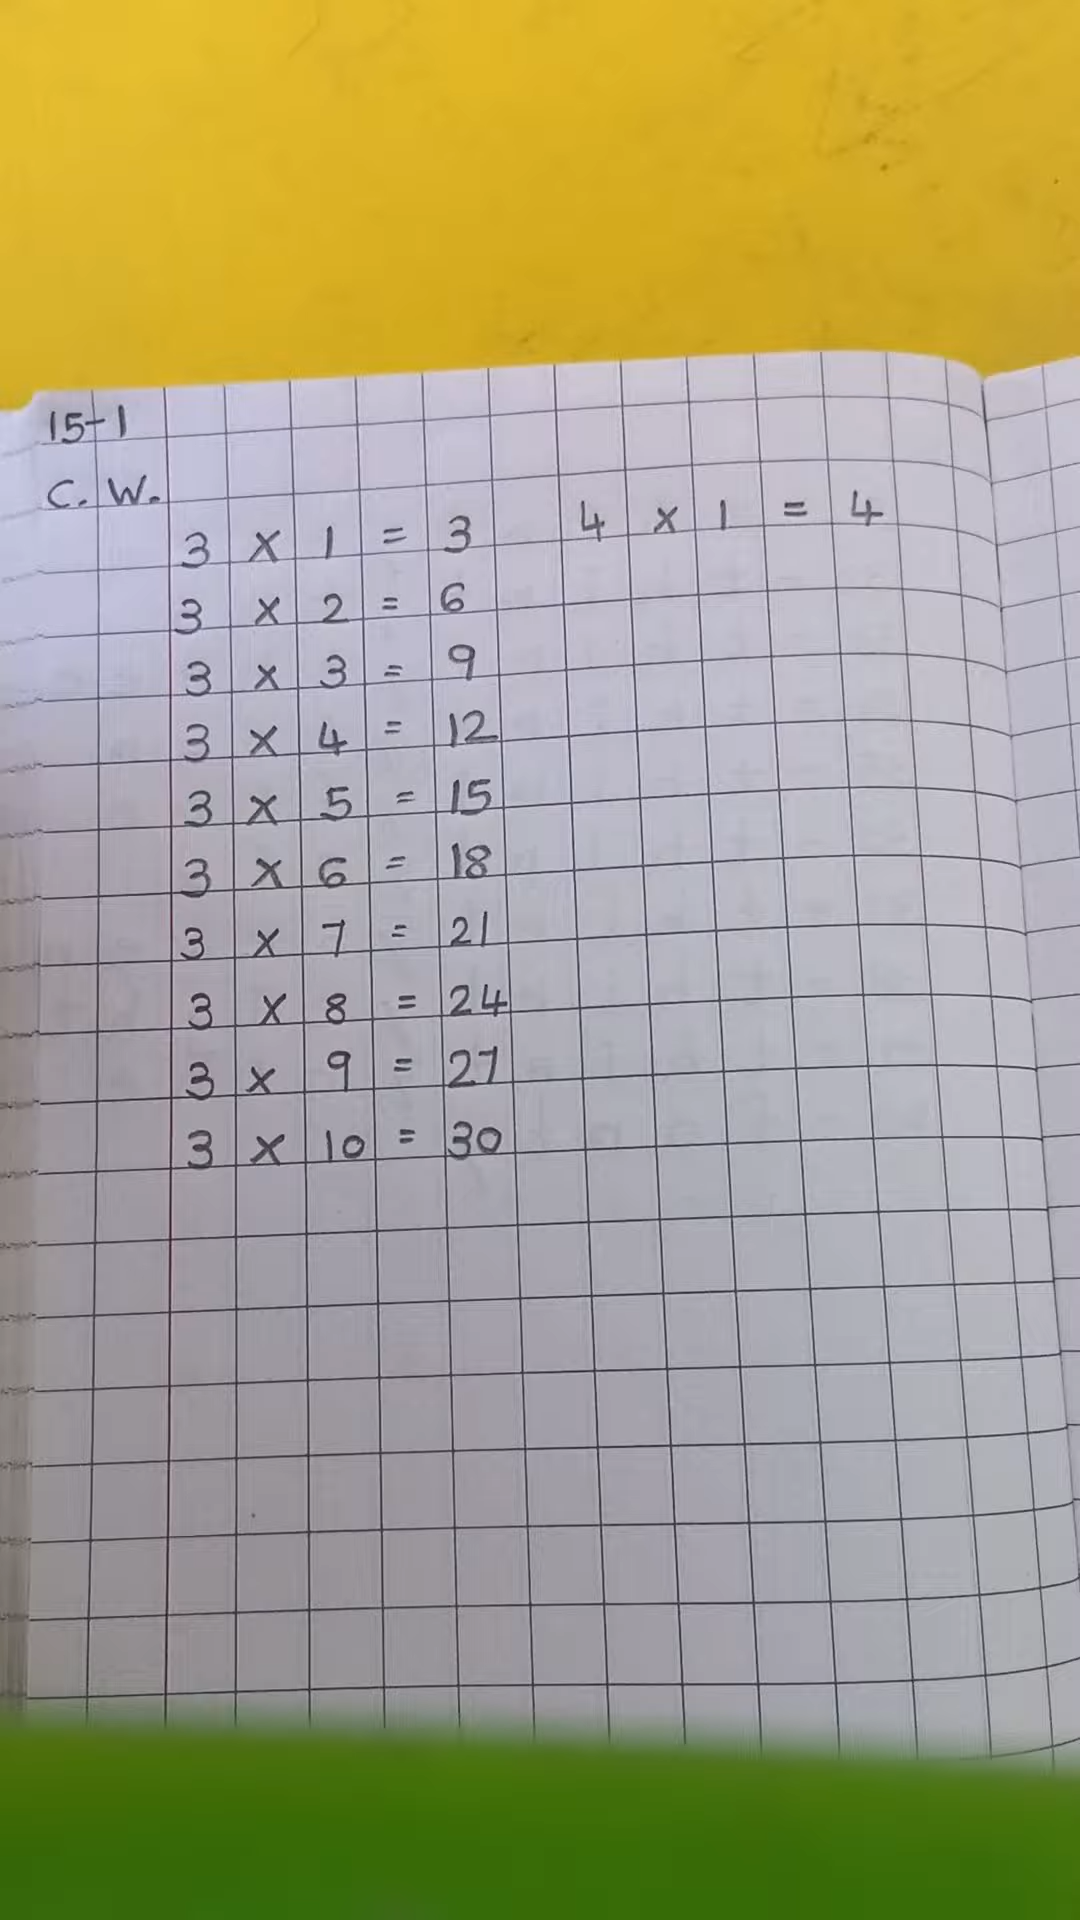 15-1
C. W.
3 × 1 = 3 4 × 1 = 4
3 × 2 = 6
3 × 3 = 9
3 × 4 = 12
3 × 5 = 15
3 × 6 = 18
3 × 7 = 21
3 × 8 = 24
3 × 9 = 27
3 × 10 = 30